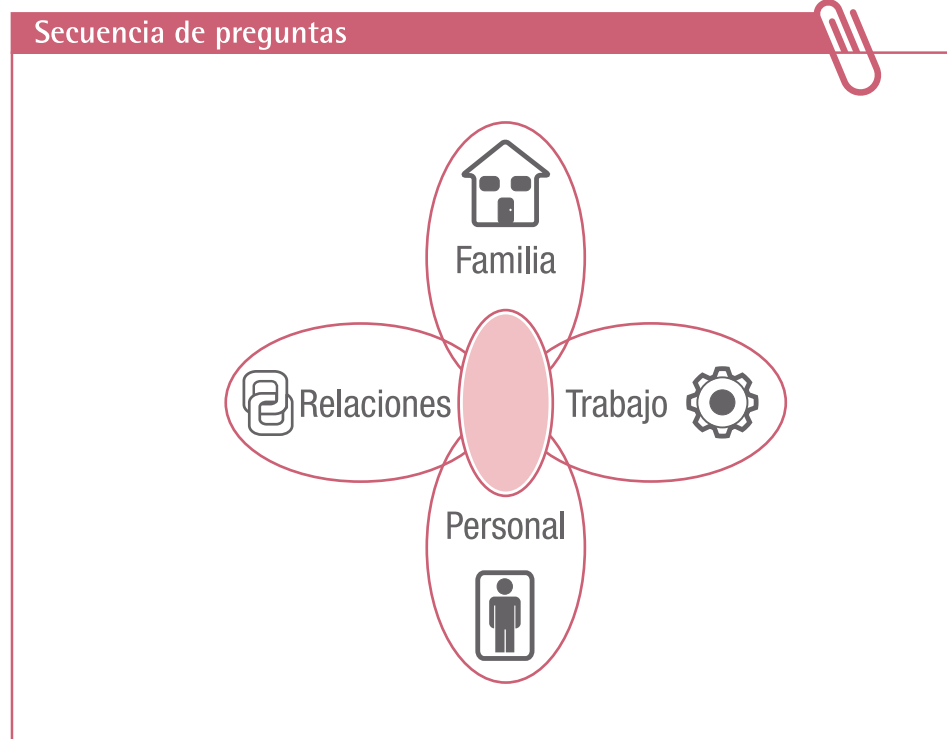 Secuencia de preguntas
Familia
Relaciones
Trabajo
Personal